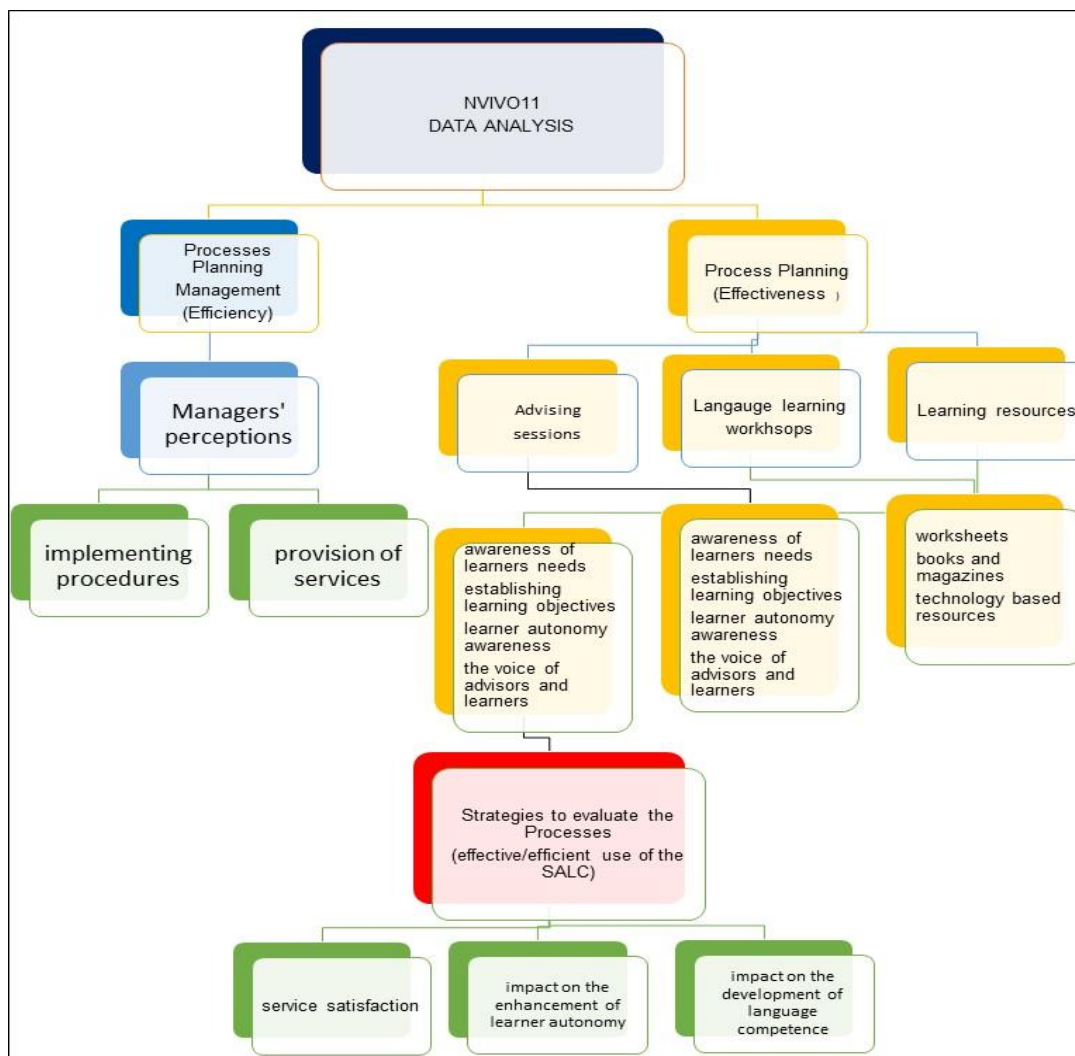 NVIVO11
DATA ANALYSIS
Processes
Planning
Management
(Efficiency)
Process Planning
(Effectiveness )
Managers'
perceptions
Advising
sessions
Langauge learning
workhsops
Learning resources
implementing
procedures
provision of
services
awareness of
learners needs
establishing
learning objectives
learner autonomy
awareness
the voice of
advisors and
learners
awareness of
learners needs
establishing
learning objectives
learner autonomy
awareness
the voice of
advisors and
learners
worksheets
books and
magazines
technology based
resources
Strategies to evaluate the
Processes
(effective/efficient use of the
SALC)
service satisfaction
impact on the
enhancement of
learner autonomy
impact on the
development of
language
competence